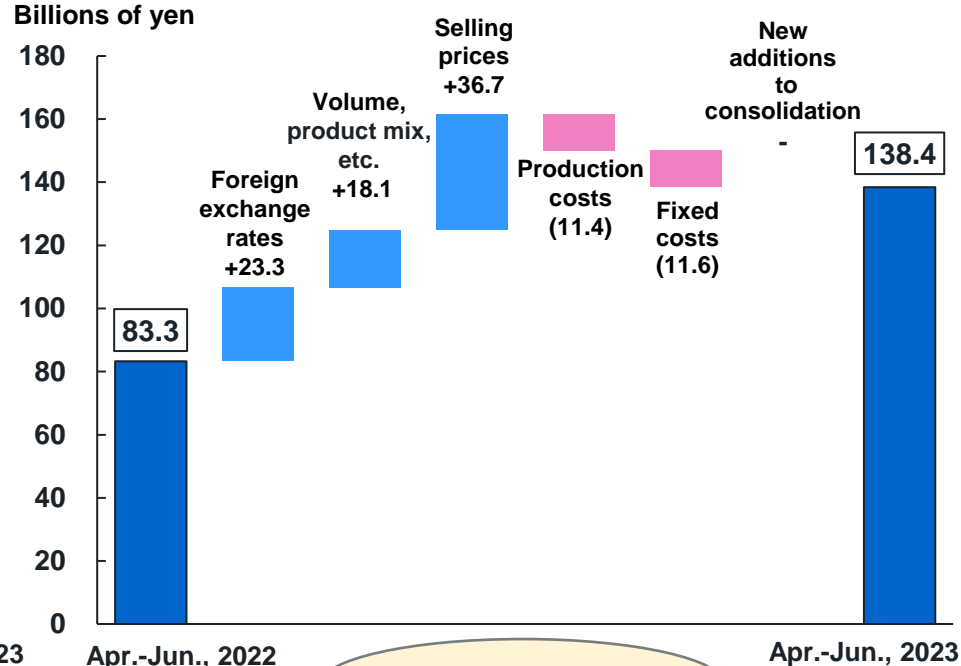 Billions of yen
180
160
140
120
100
80
60
40
20
0
83.3
Foreign
exchange
rates
+23.3
Volume,
product mix,
etc.
+18.1
Selling
prices
+36.7
Production
costs
(11.4)
Fixed
costs
(11.6)
New
additions
to
consolidation
-
138.4
23
Apr.-Jun., 2022
Apr.-Jun., 2023